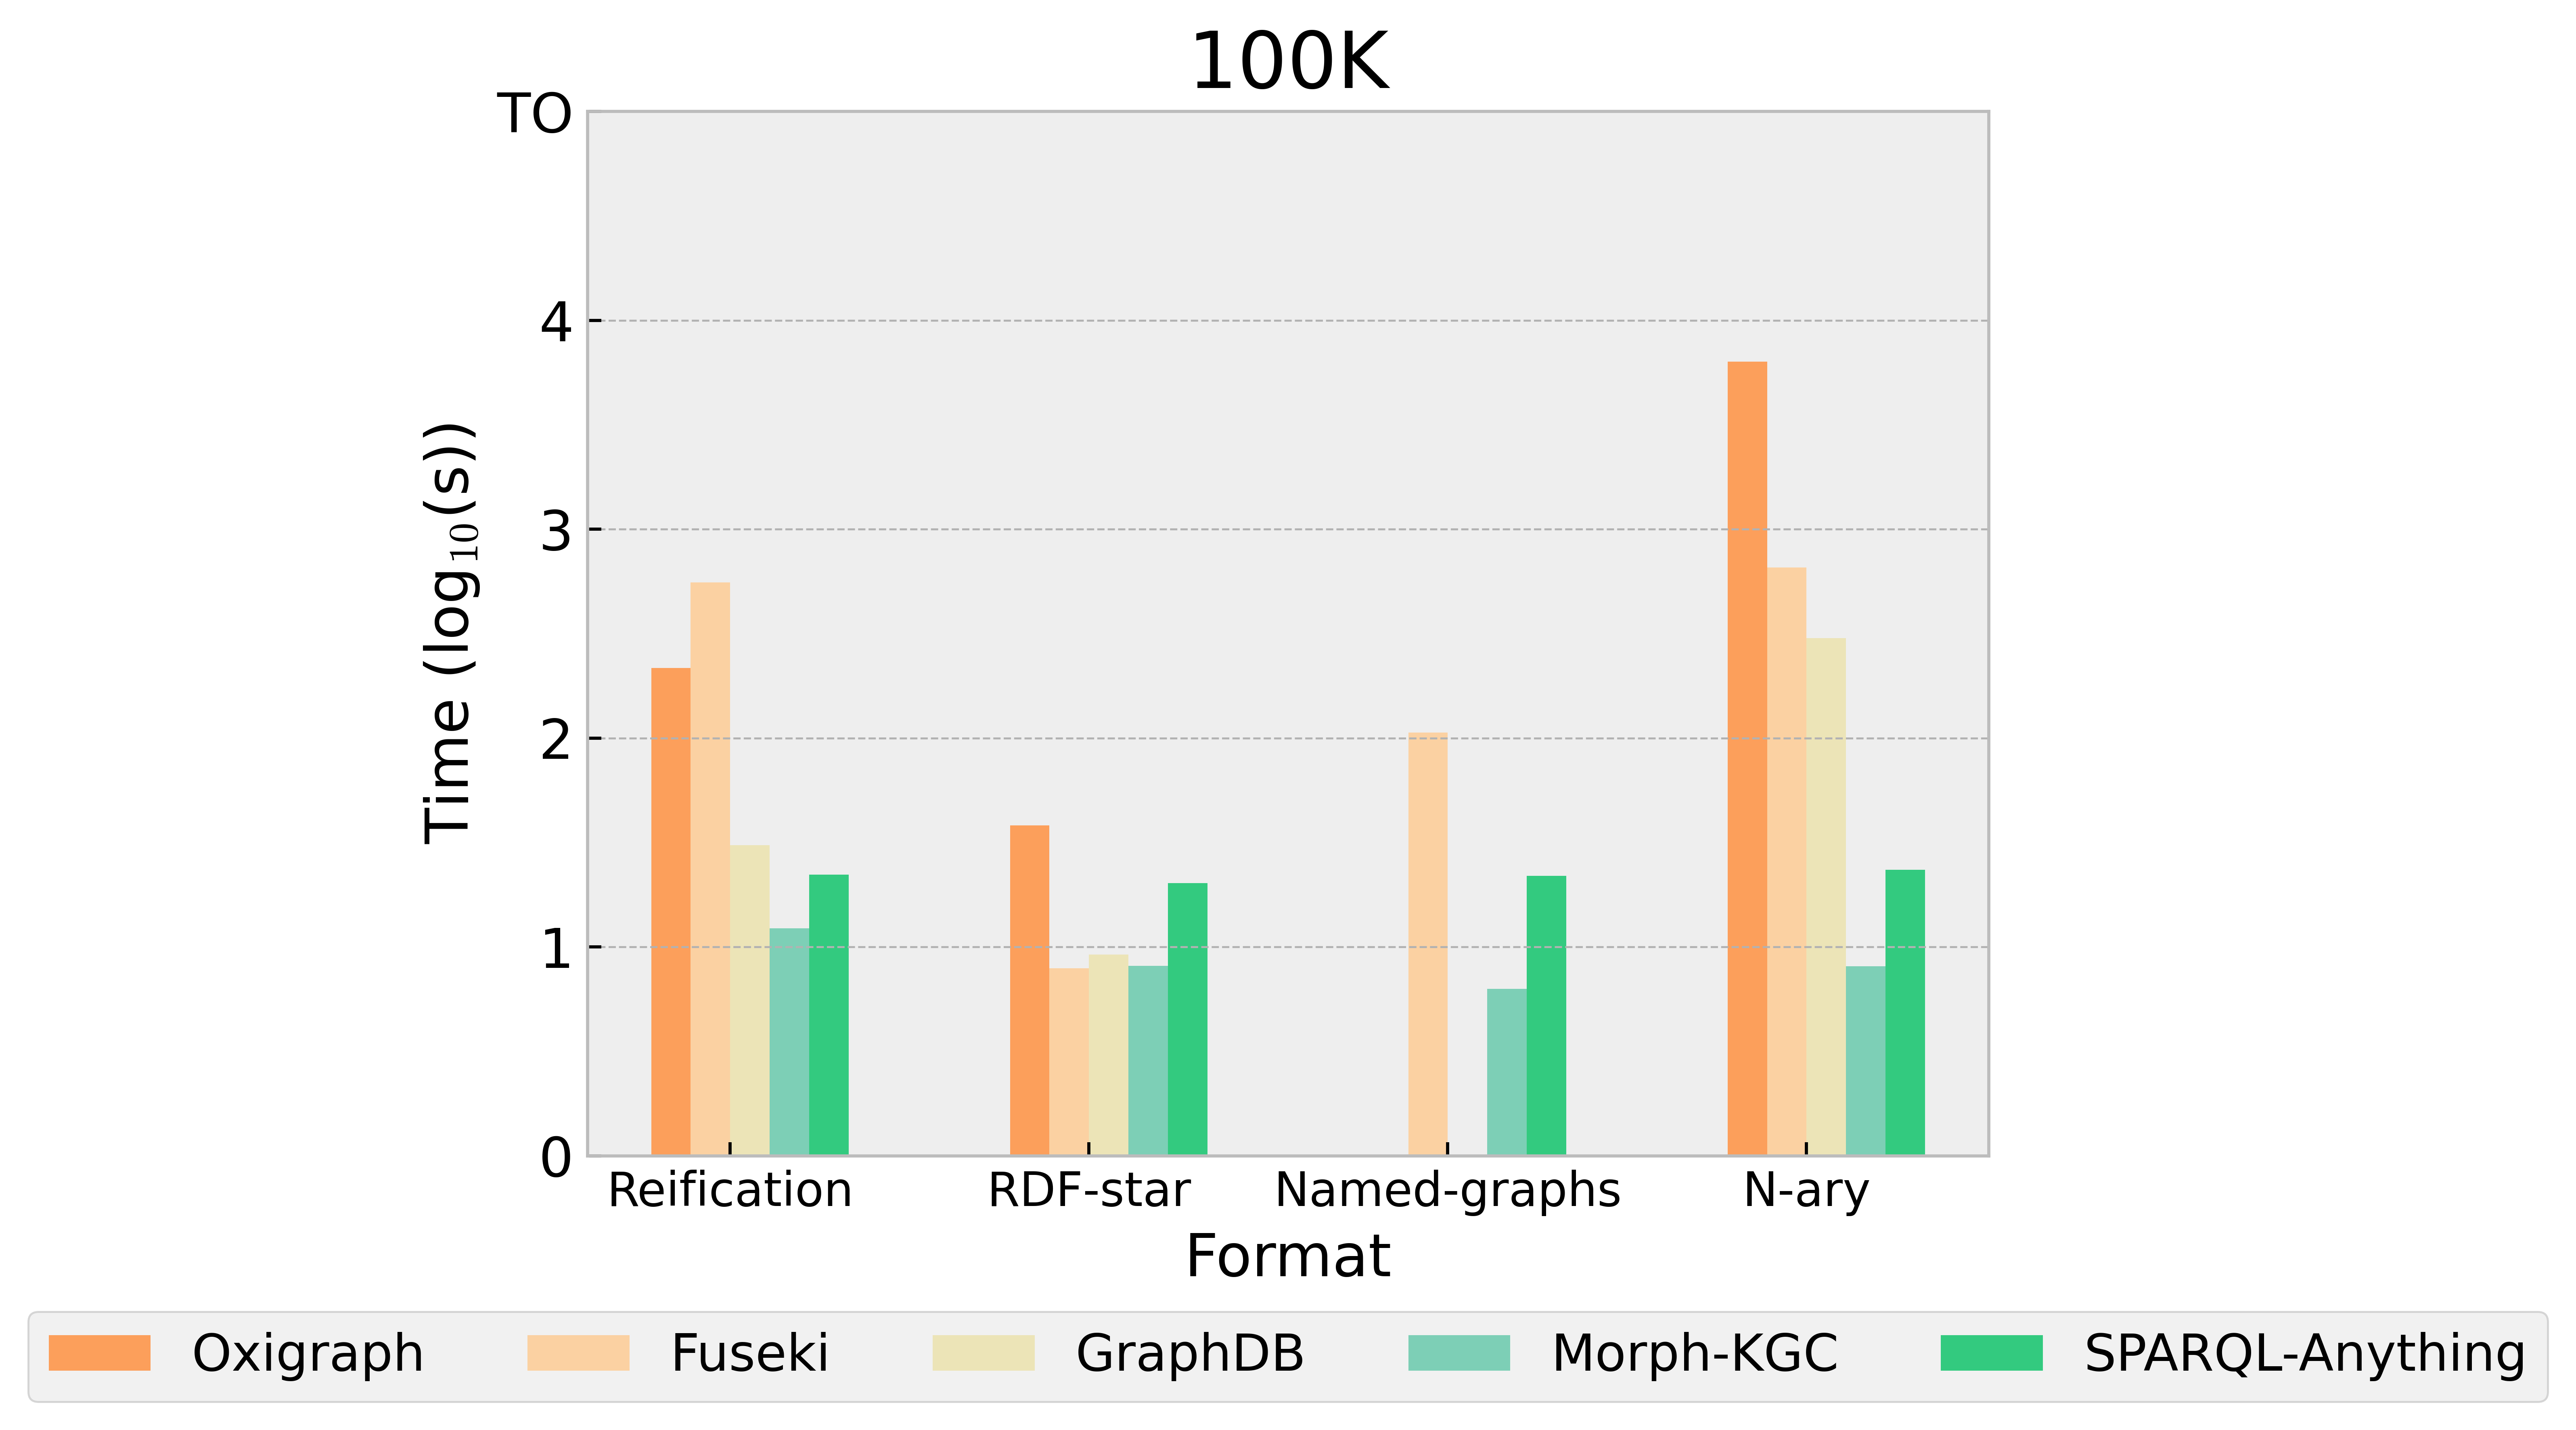 100K
TO
4
3
2
1
0
Time (log₁₀(s))
Reification RDF-star Named-graphs N-ary
Format
Oxigraph Fuseki GraphDB Morph-KGC SPARQL-Anything